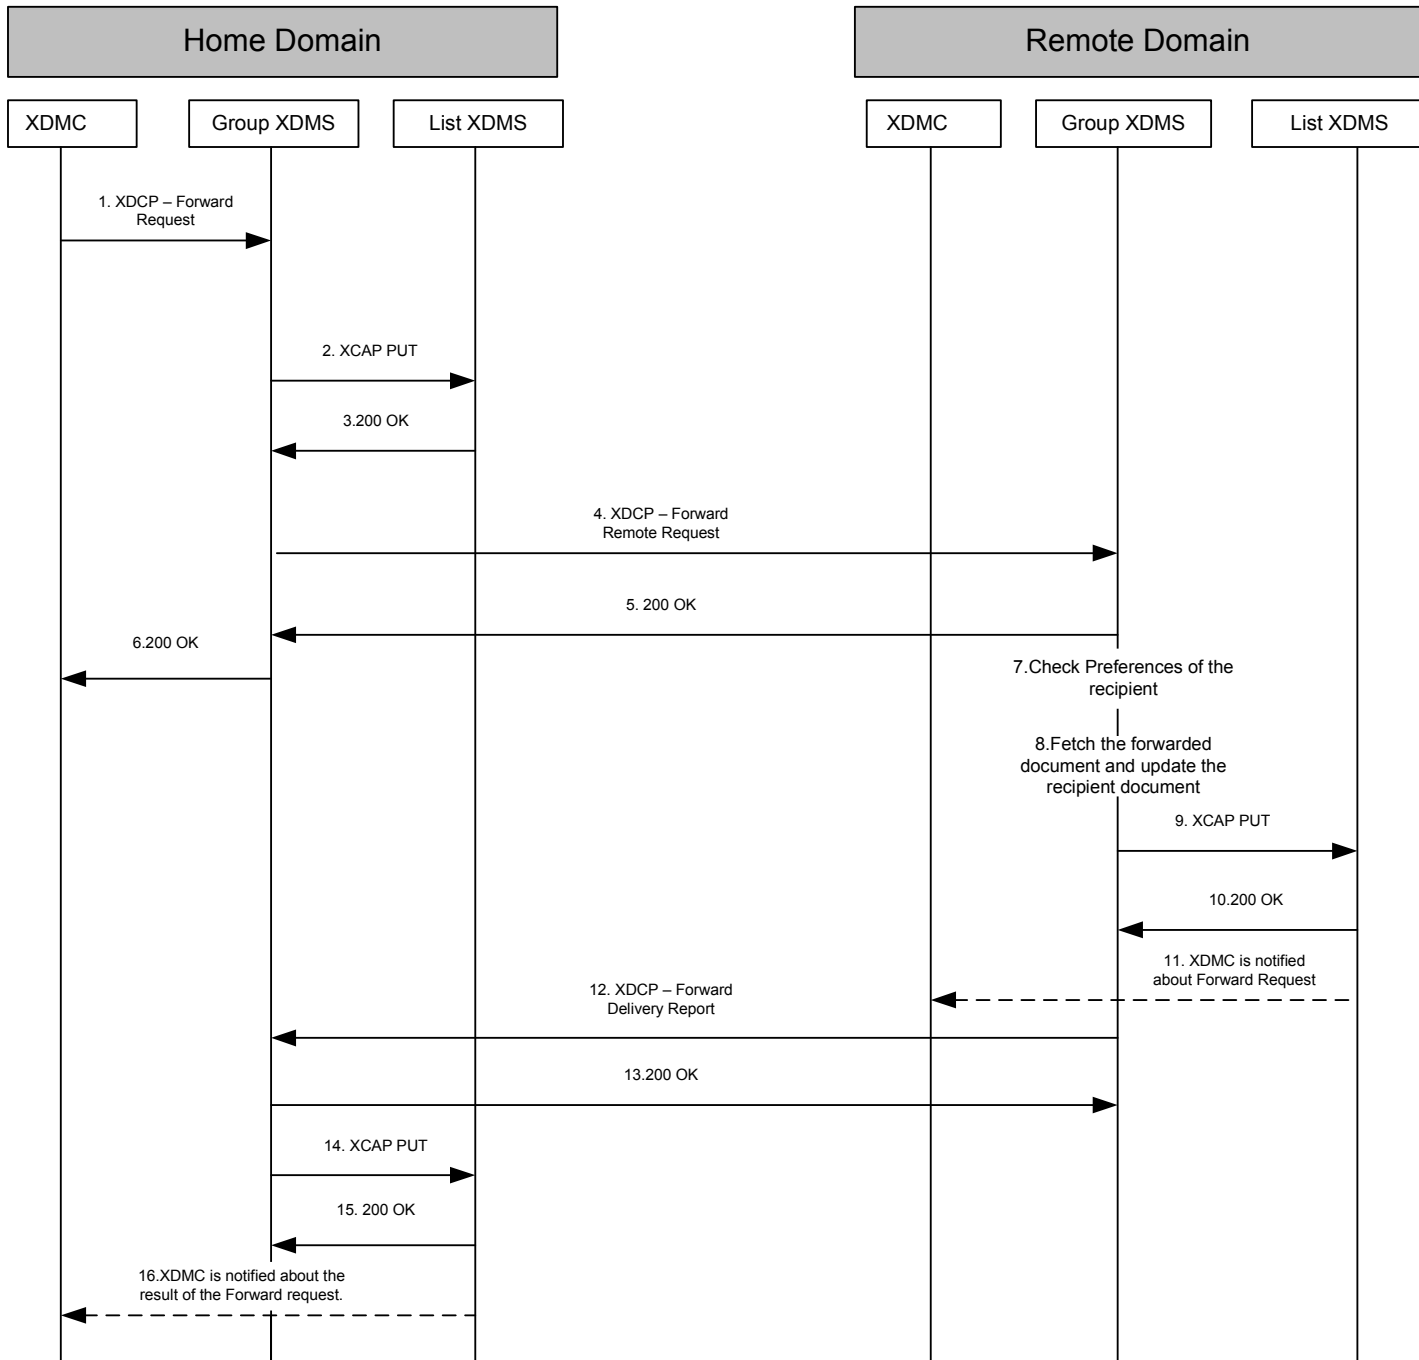 Home Domain
Remote Domain
XDMC
Group XDMS
List XDMS
XDMC
Group XDMS
List XDMS
1. XDCP – Forward
Request
2. XCAP PUT
3.200 OK
4. XDCP – Forward
Remote Request
5. 200 OK
6.200 OK
7.Check Preferences of the
recipient
8.Fetch the forwarded
document and update the
recipient document
9. XCAP PUT
10.200 OK
11. XDMC is notified
about Forward Request
12. XDCP – Forward
Delivery Report
13.200 OK
14. XCAP PUT
15. 200 OK
16.XDMC is notified about the
result of the Forward request.